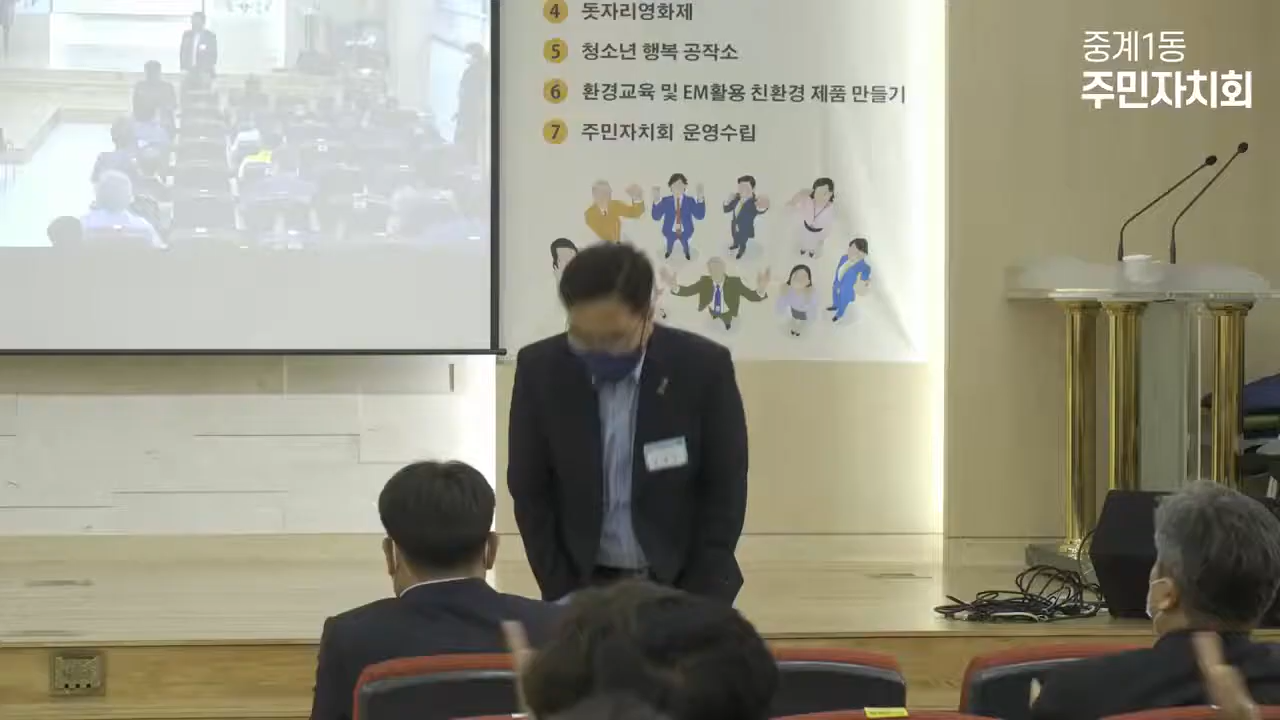 4 돗자리영화제
5 청소년 행복 공작소
6 환경교육 및 EM활용 친환경 제품 만들기
7 주민자치회 운영수립
중계1동
주민자치회